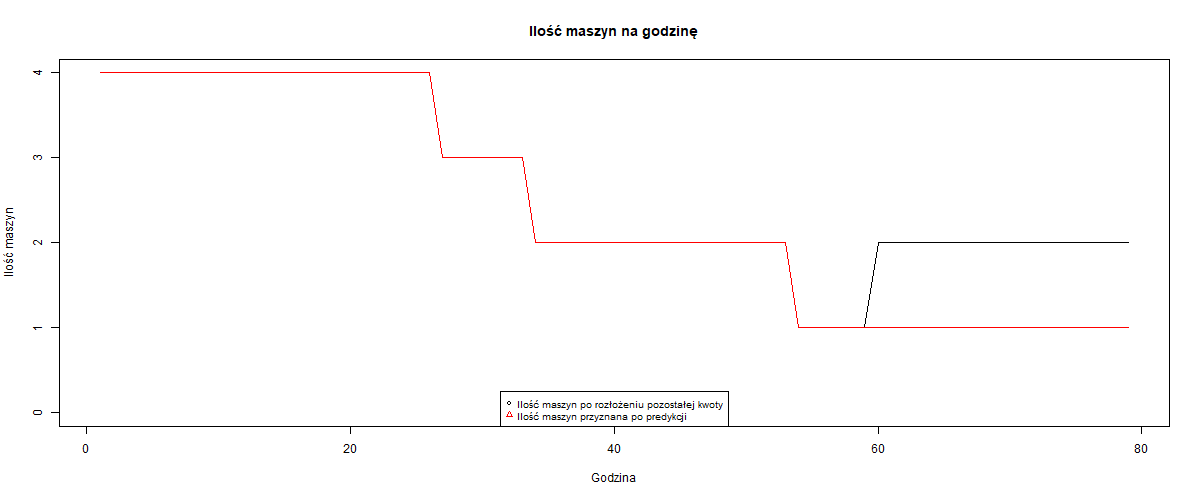 Ilość maszyn na godzinę
Ilość maszyn
4
3
2
1
0
Ilość maszyn po rozłożeniu pozostałej kwoty
Ilość maszyn przyznana po predykcji
0 20 40 60 80
Godzina